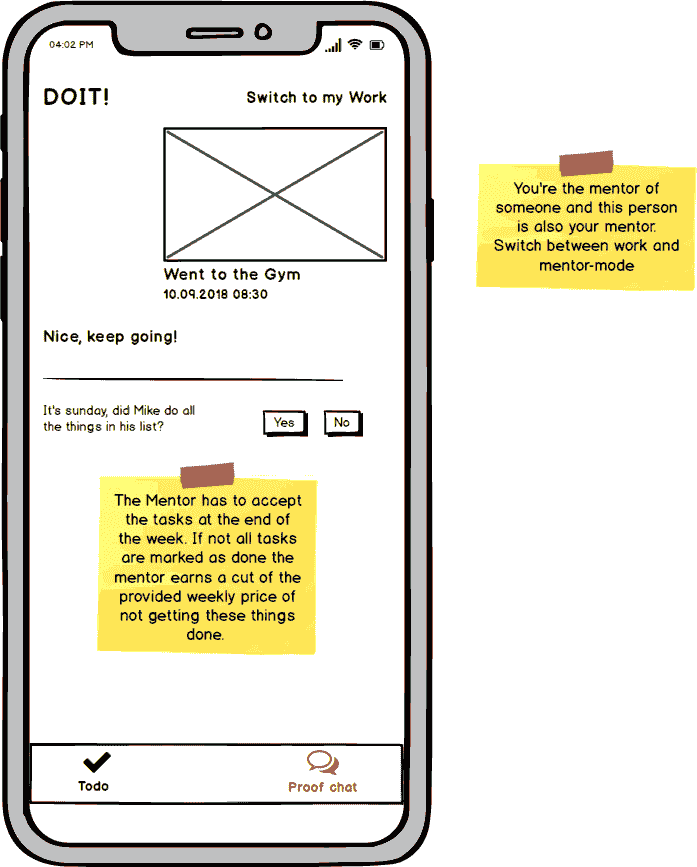 04:02 PM
DOIT!
Switch to my Work
Went to the Gym
10.09.2018 08:30
Nice, keep going!
It's sunday, did Mike do all
the things in his list?
Yes
No
The Mentor has to accept
the tasks at the end of
the week. If not all tasks
are marked as done the
mentor earns a cut of the
provided weekly price of
not getting these things
done.
Todo
Proof chat
You're the mentor of
someone and this person
is also your mentor.
Switch between work and
mentor-mode